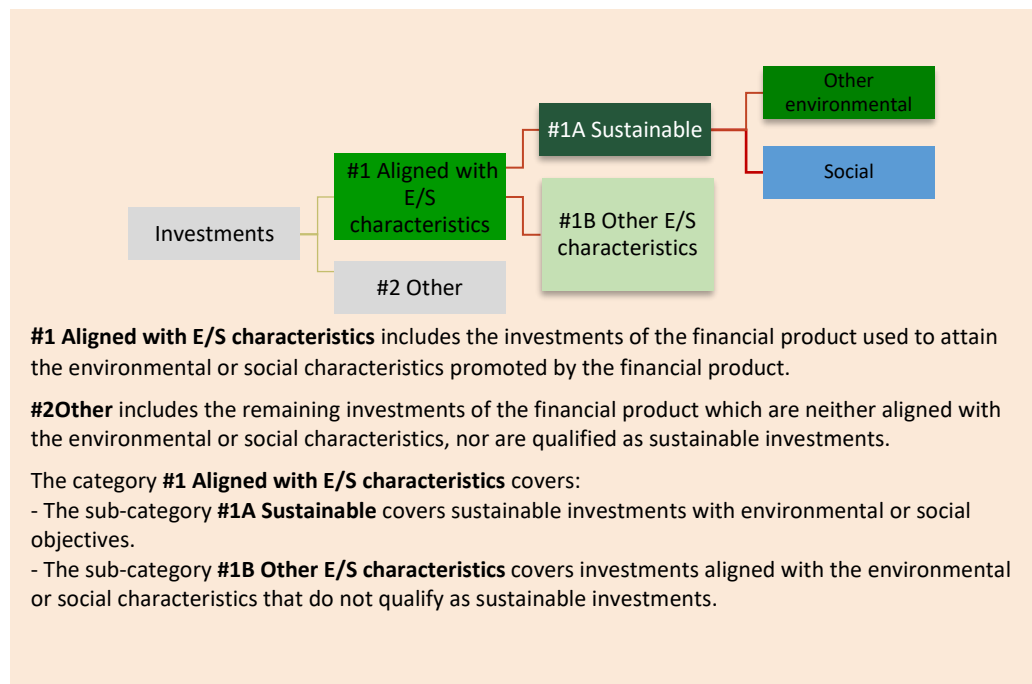 Other
environmental
#1A Sustainable
Social
#1 Aligned with
E/S
characteristics
#1B Other E/S
characteristics
Investments
#2 Other
#1 Aligned with E/S characteristics includes the investments of the financial product used to attain
the environmental or social characteristics promoted by the financial product.
#2Other includes the remaining investments of the financial product which are neither aligned with
the environmental or social characteristics, nor are qualified as sustainable investments.
The category #1 Aligned with E/S characteristics covers:
- The sub-category #1A Sustainable covers sustainable investments with environmental or social
objectives.
- The sub-category #1B Other E/S characteristics covers investments aligned with the environmental
or social characteristics that do not qualify as sustainable investments.